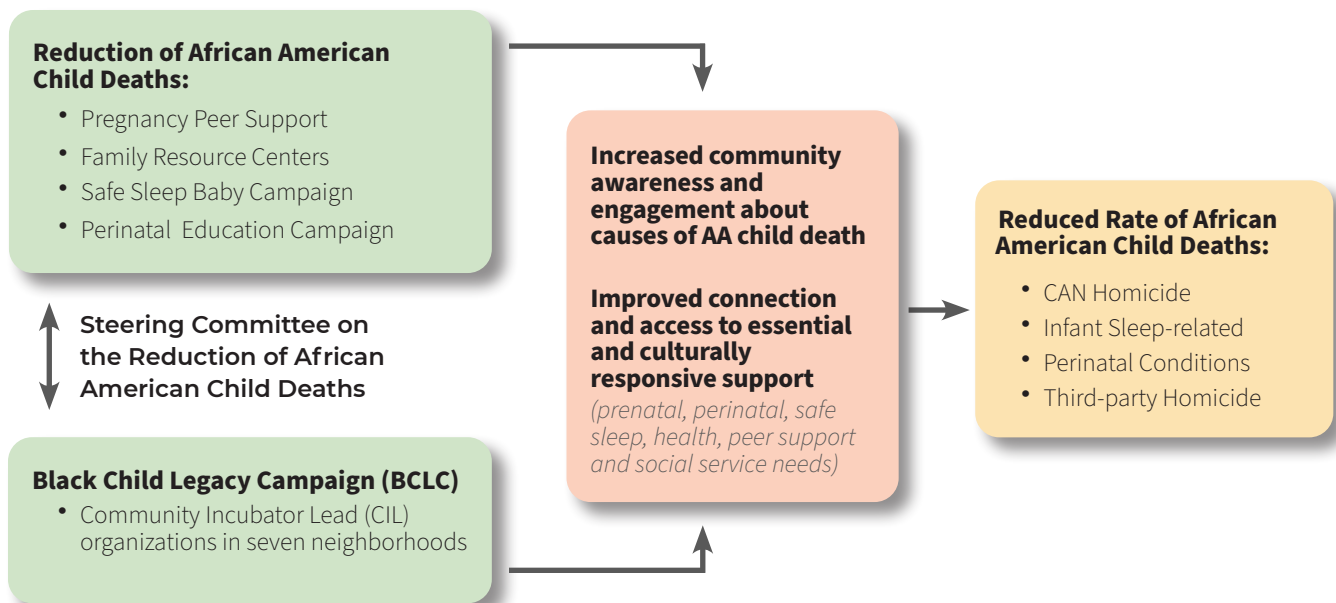 Reduction of African American
Child Deaths:
• Pregnancy Peer Support
• Family Resource Centers
• Safe Sleep Baby Campaign
• Perinatal Education Campaign
Steering Committee on
the Reduction of African
American Child Deaths
Black Child Legacy Campaign (BCLC)
• Community Incubator Lead (CIL)
organizations in seven neighborhoods
Increased community
awareness and
engagement about
causes of AA child death
Improved connection
and access to essential
and culturally
responsive support
(prenatal, perinatal, safe
sleep, health, peer support
and social service needs)
Reduced Rate of African
American Child Deaths:
• CAN Homicide
• Infant Sleep-related
• Perinatal Conditions
• Third-party Homicide